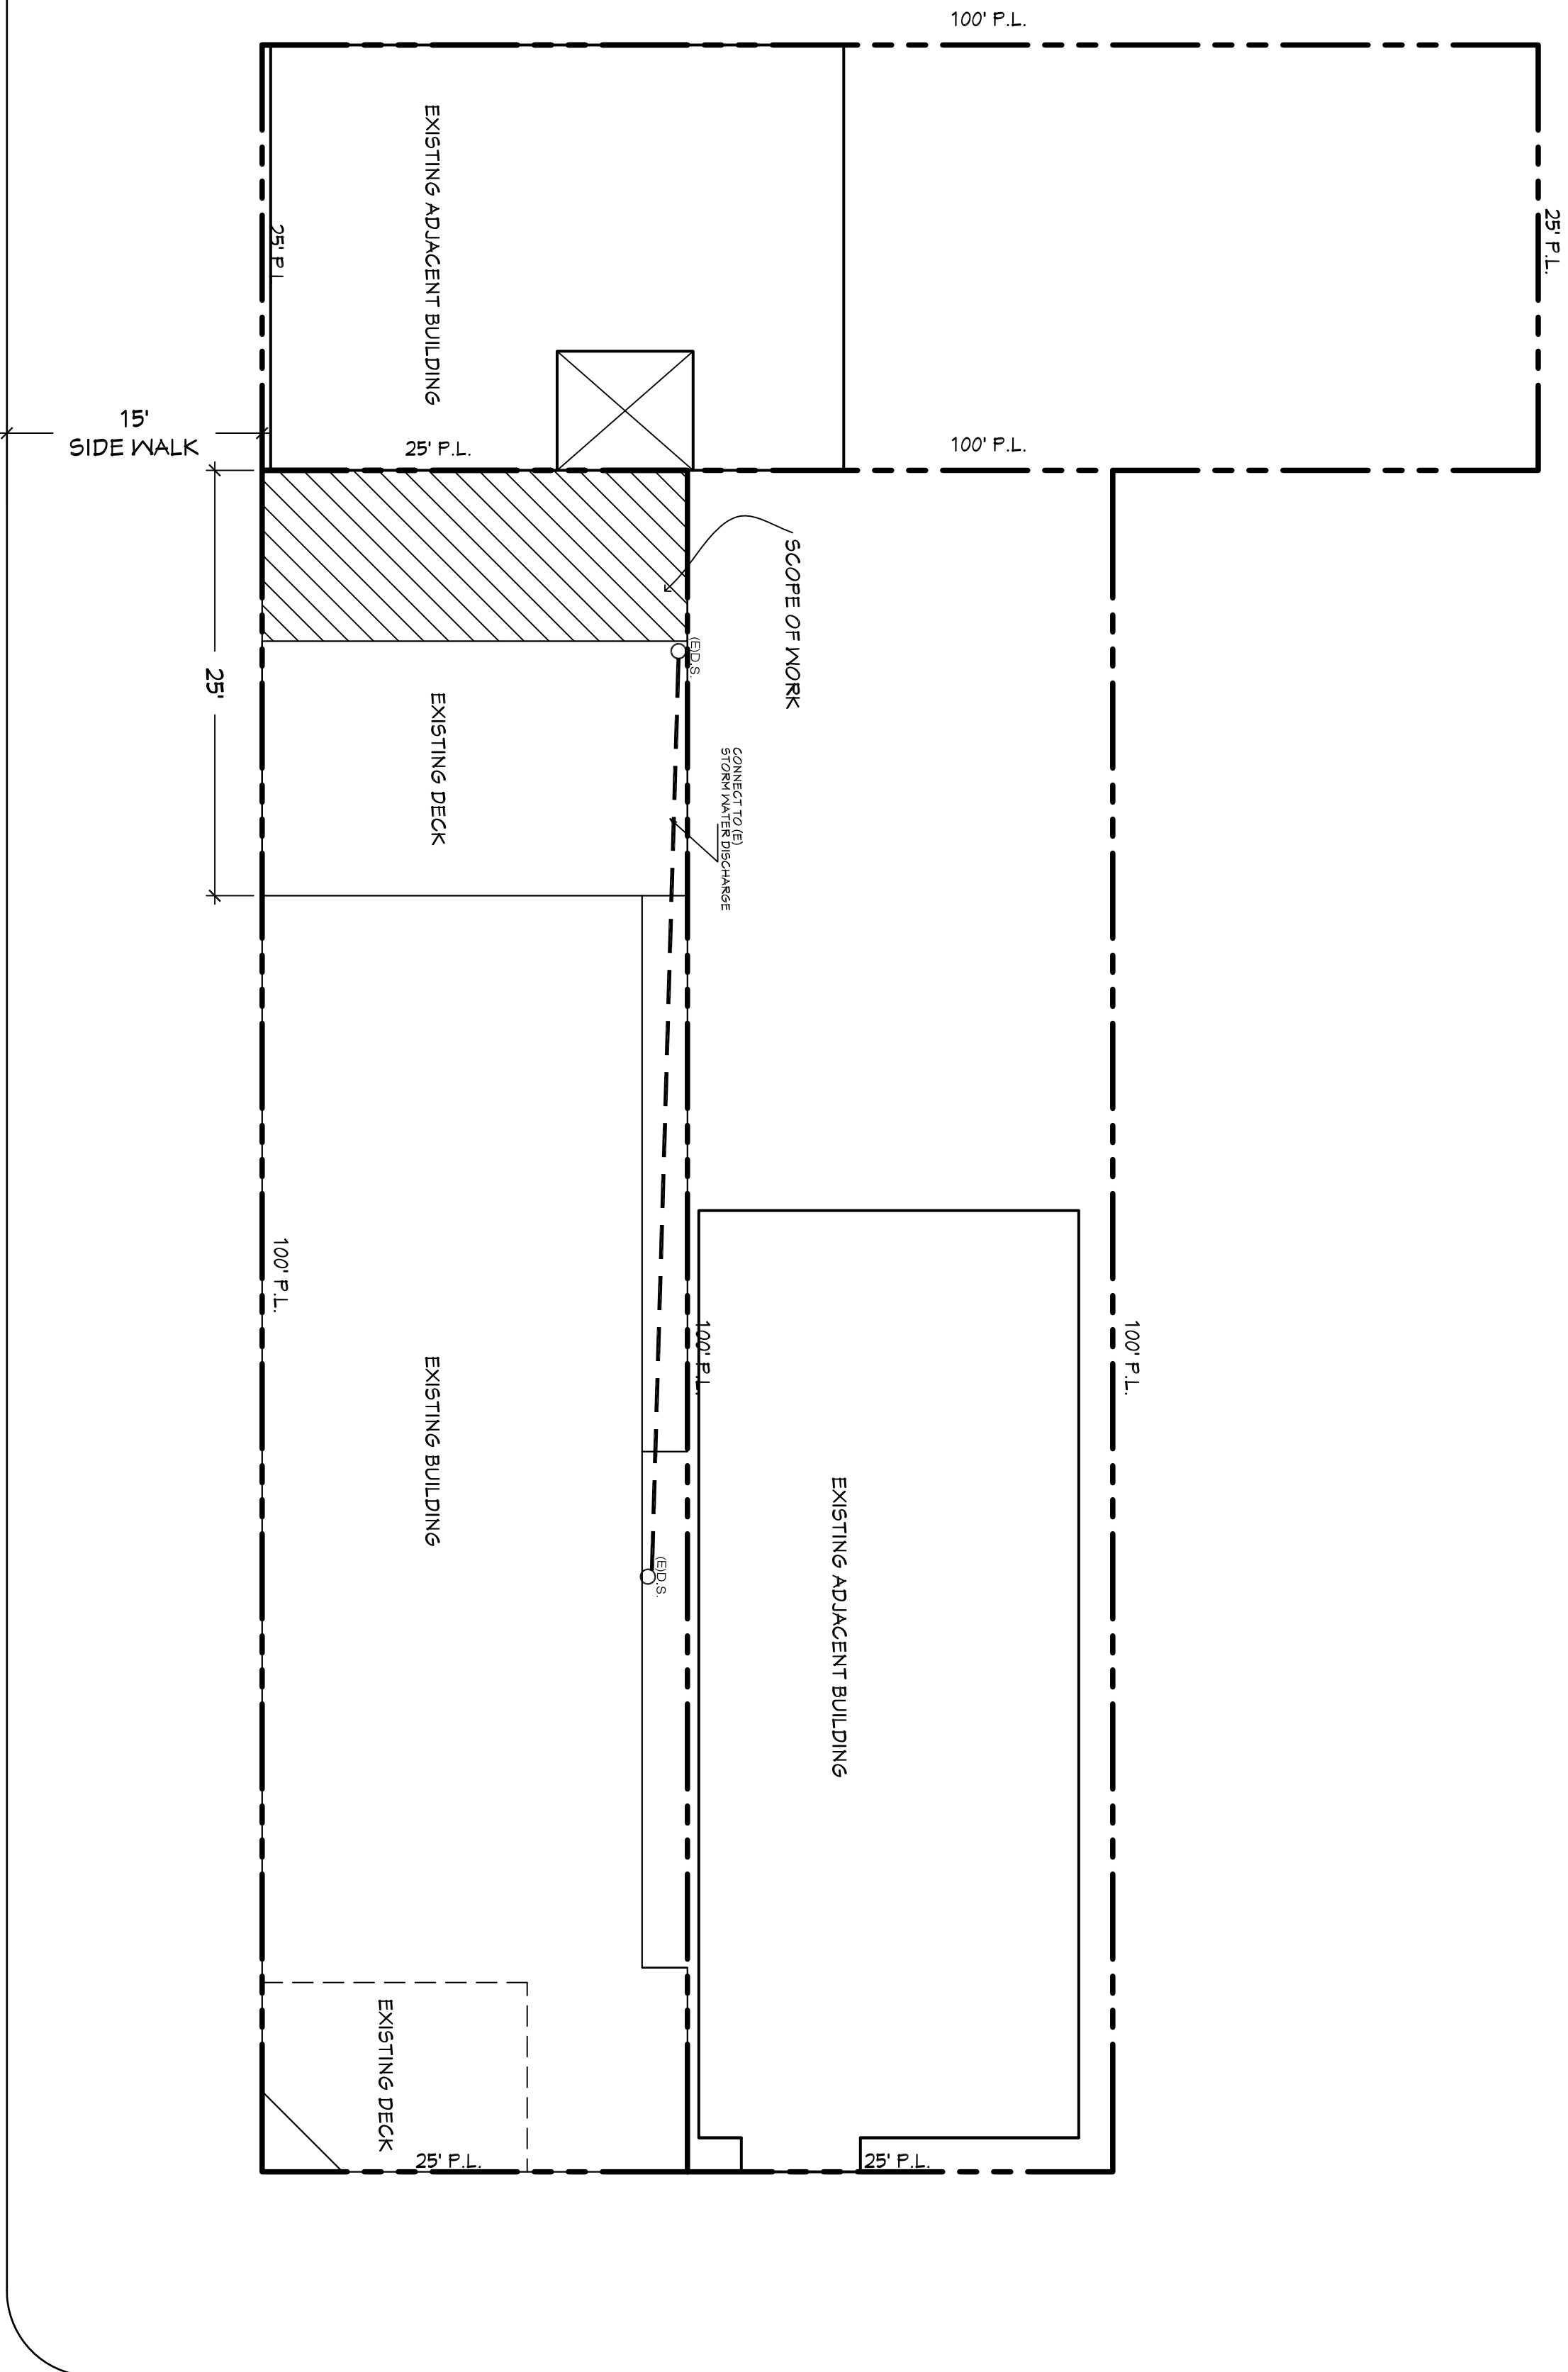 100' P.L.
EXISTING ADJACENT BUILDING
25' P.L.
25' P.L.
15'
SIDE WALK
25' P.L.
100' P.L.
SCOPE OF WORK
(E)D.S.
25'
EXISTING DECK
CONNECT TO (E)
STORM WATER DISCHARGE
100' P.L.
100' P.L.
100' P.L.
EXISTING BUILDING
EXISTING ADJACENT BUILDING
(E)D.S.
EXISTING DECK
25' P.L.
25' P.L.